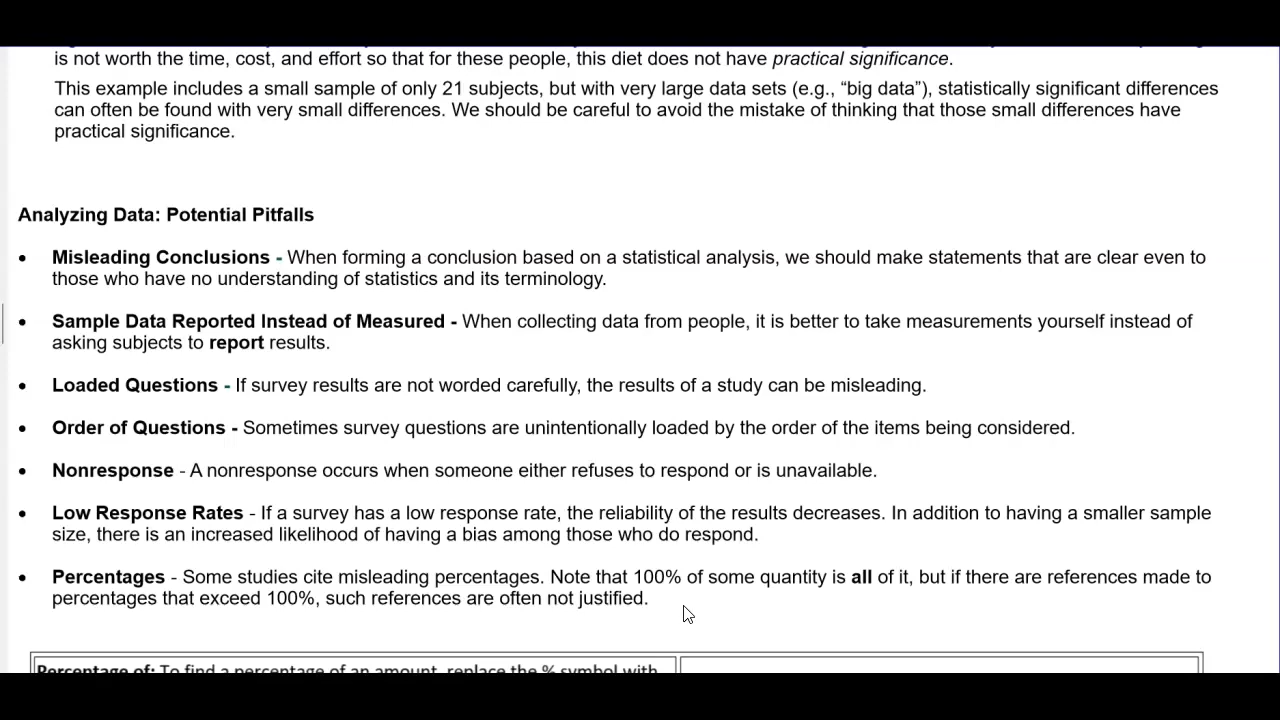 is not worth the time, cost, and effort so that for these people, this diet does not have practical significance.
This example includes a small sample of only 21 subjects, but with very large data sets (e.g., “big data”), statistically significant differences
can often be found with very small differences. We should be careful to avoid the mistake of thinking that those small differences have
practical significance.
Analyzing Data: Potential Pitfalls
• Misleading Conclusions - When forming a conclusion based on a statistical analysis, we should make statements that are clear even to
those who have no understanding of statistics and its terminology.
• Sample Data Reported Instead of Measured - When collecting data from people, it is better to take measurements yourself instead of
asking subjects to report results.
• Loaded Questions - If survey results are not worded carefully, the results of a study can be misleading.
• Order of Questions - Sometimes survey questions are unintentionally loaded by the order of the items being considered.
• Nonresponse - A nonresponse occurs when someone either refuses to respond or is unavailable.
• Low Response Rates - If a survey has a low response rate, the reliability of the results decreases. In addition to having a smaller sample
size, there is an increased likelihood of having a bias among those who do respond.
• Percentages - Some studies cite misleading percentages. Note that 100% of some quantity is all of it, but if there are references made to
percentages that exceed 100%, such references are often not justified.
Percentage of: To find a percentage of an amount, replace the % symbol with